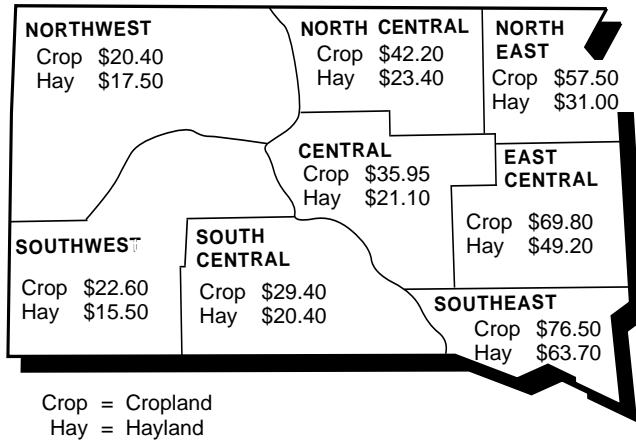 NORTHWEST
Crop $20.40
Hay $17.50
NORTH CENTRAL
Crop $42.20
Hay $23.40
NORTH
EAST
Crop $57.50
Hay $31.00
CENTRAL
Crop $35.95
Hay $21.10
EAST
CENTRAL
Crop $69.80
Hay $49.20
SOUTHWEST
Crop $22.60
Hay $15.50
SOUTH
CENTRAL
Crop $29.40
Hay $20.40
SOUTHEAST
Crop $76.50
Hay $63.70
Crop = Cropland
Hay = Hayland